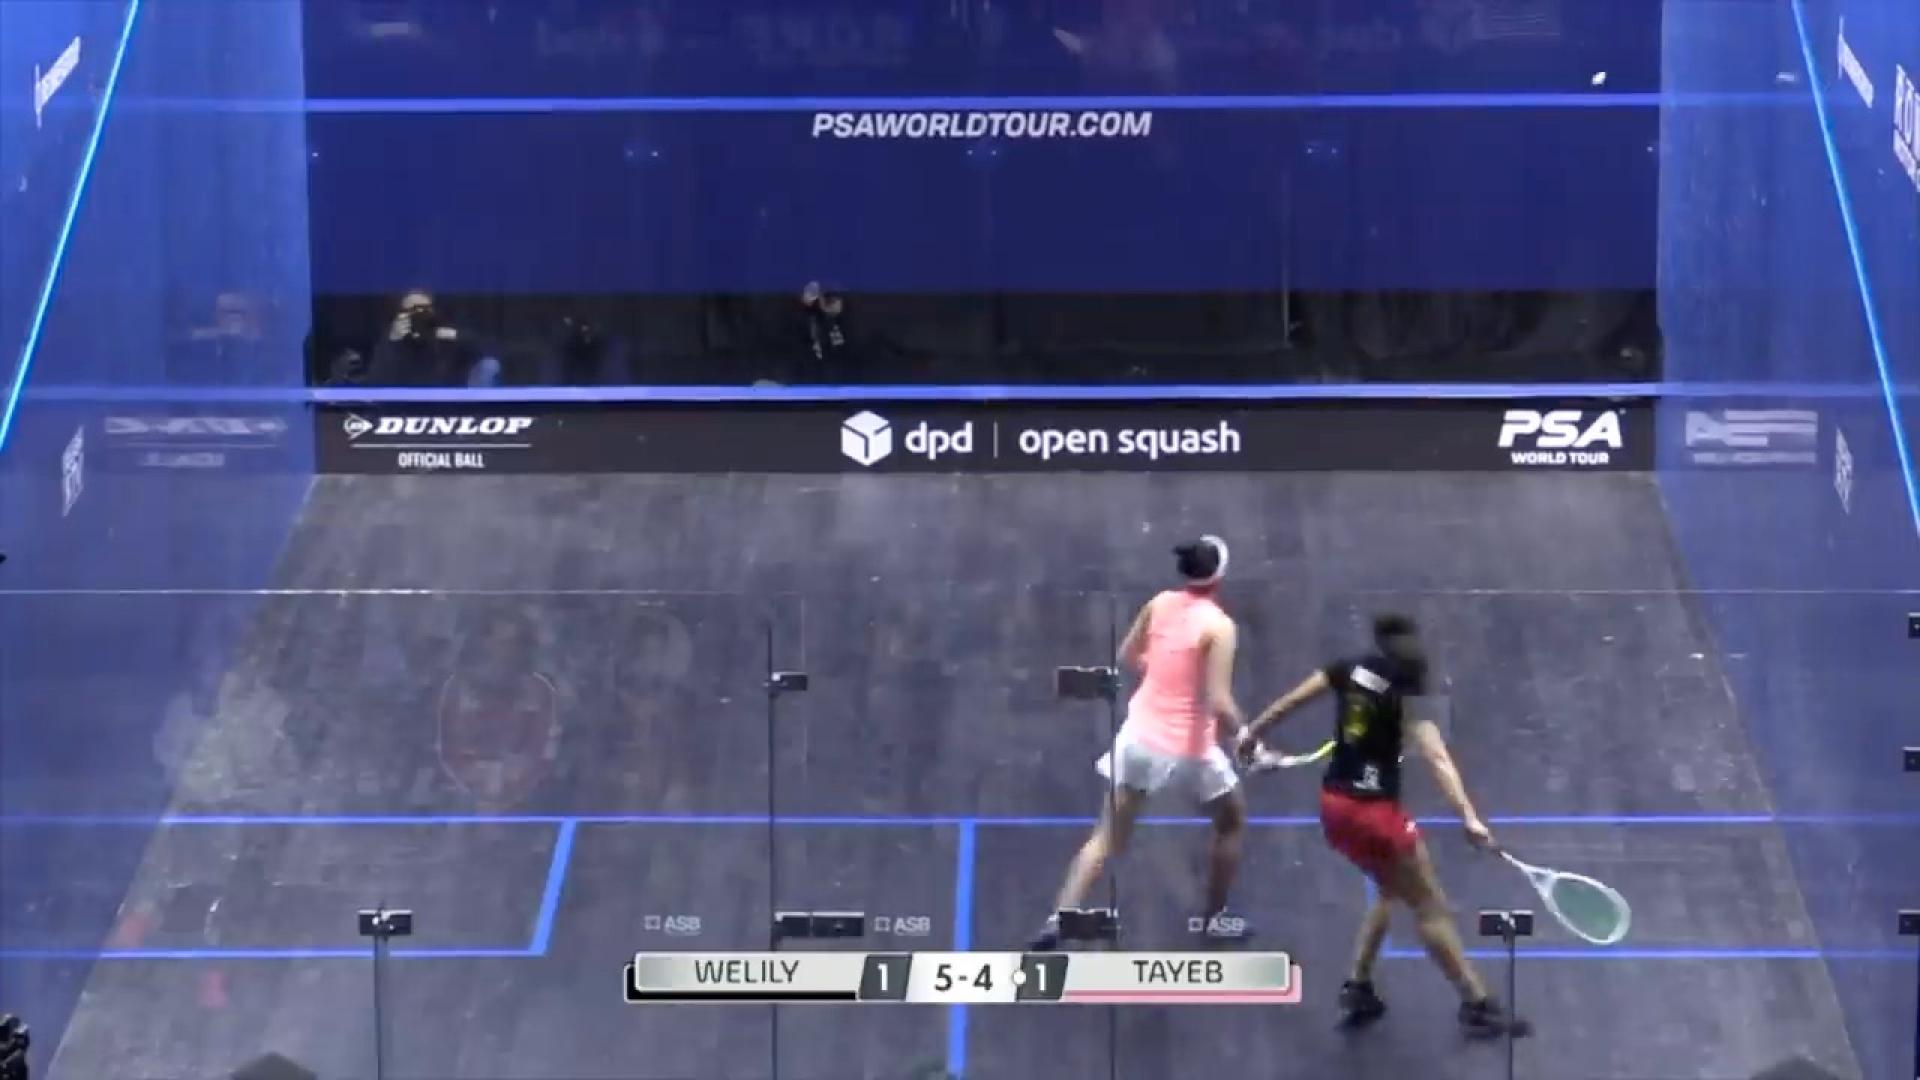 PSAWORLDTOUR.COM
DUNLOP
OFFICIAL BALL
dpd | open squash
PSA
WORLD TOUR
ASB
ASB
ASB
WELILY 1 5-4 1 TAYEB